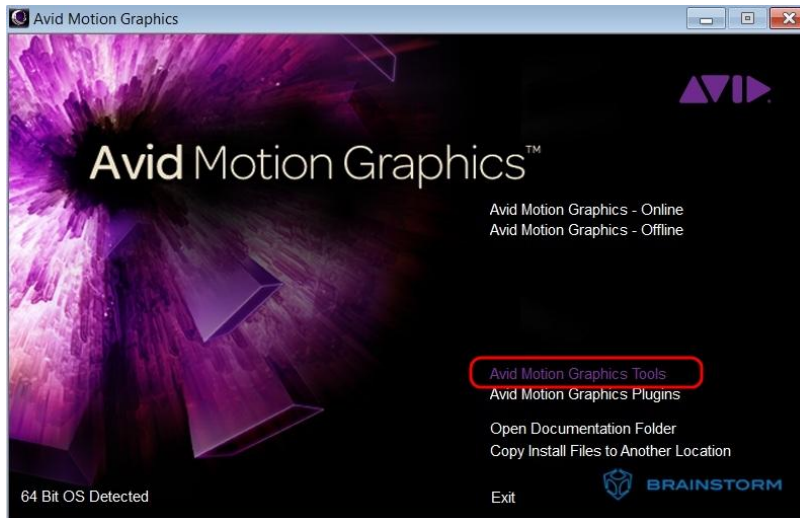 Avid Motion Graphics
AVID
Avid Motion Graphics™
Avid Motion Graphics - Online
Avid Motion Graphics - Offline
Avid Motion Graphics Tools
Avid Motion Graphics Plugins
Open Documentation Folder
Copy Install Files to Another Location
BRAINSTORM
64 Bit OS Detected
Exit